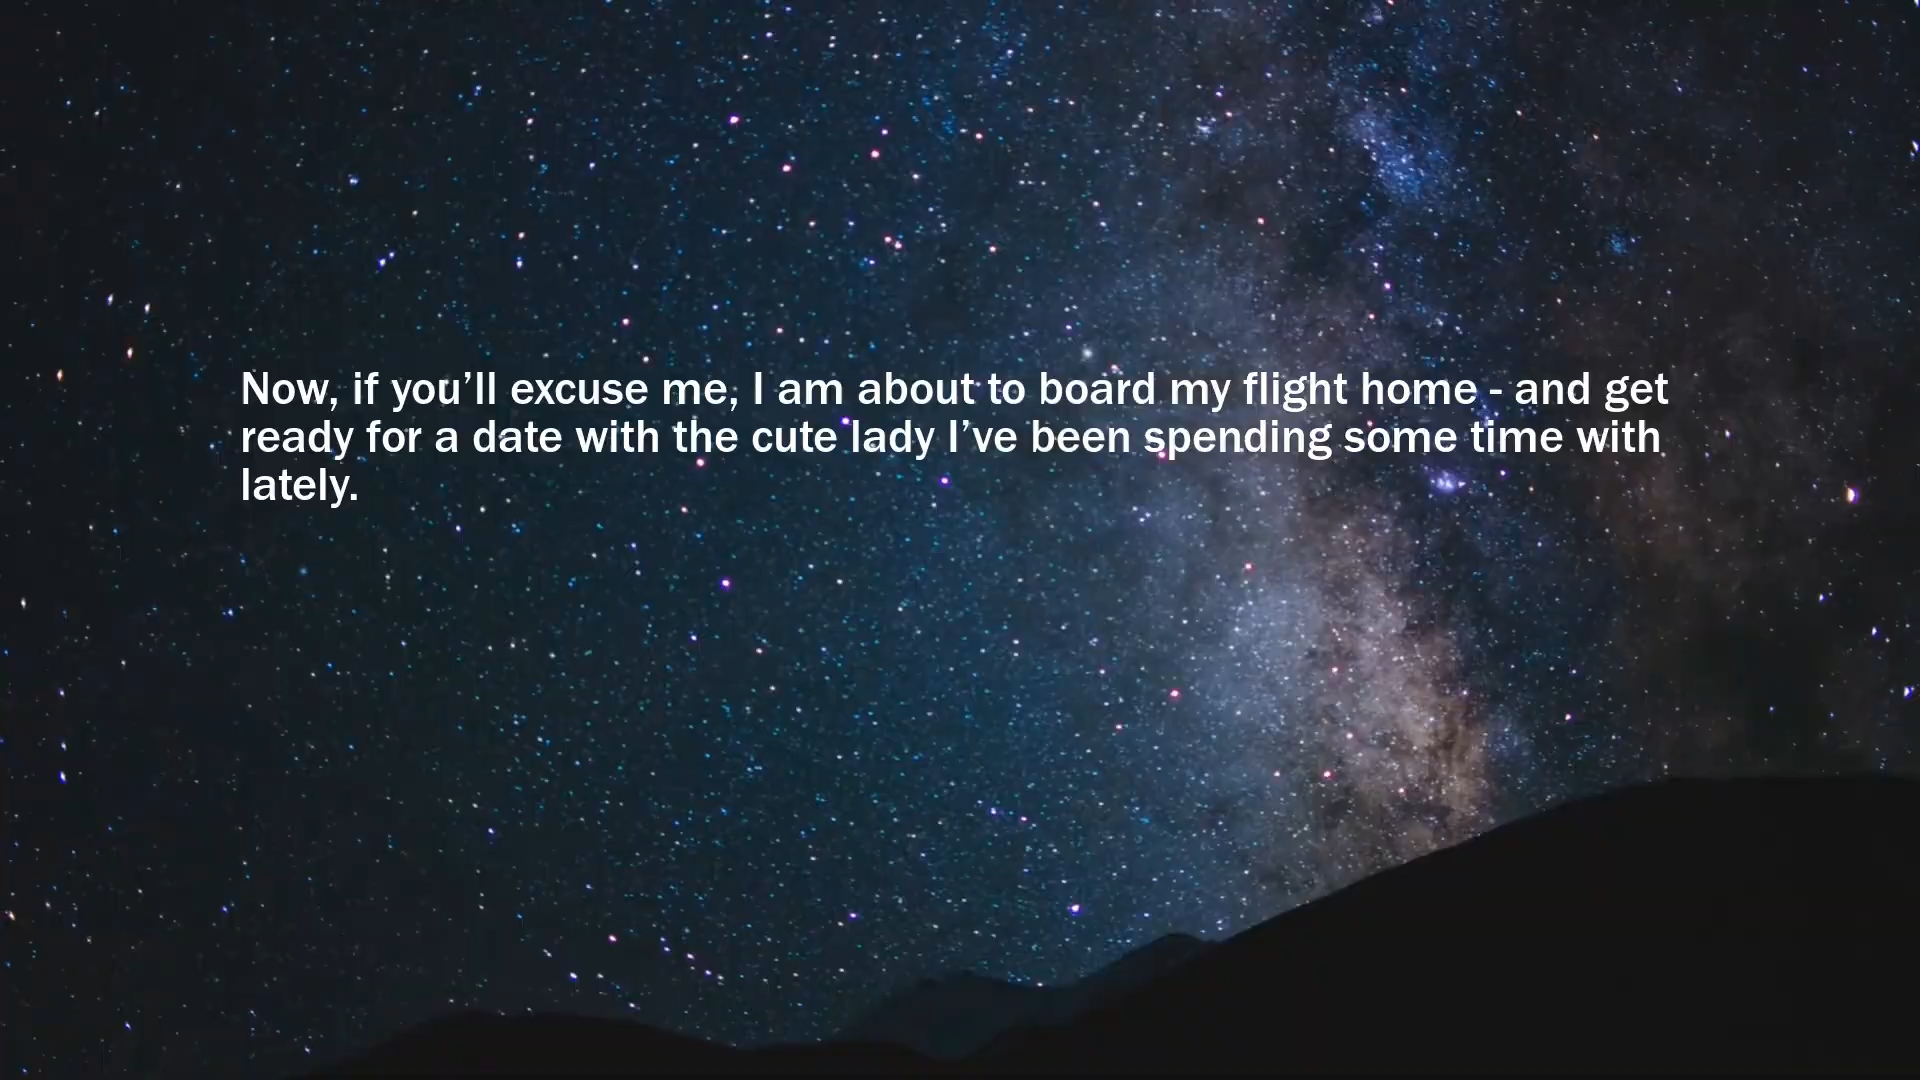 Now, if you’ll excuse me, I am about to board my flight home - and get
ready for a date with the cute lady I’ve been spending some time with
lately.